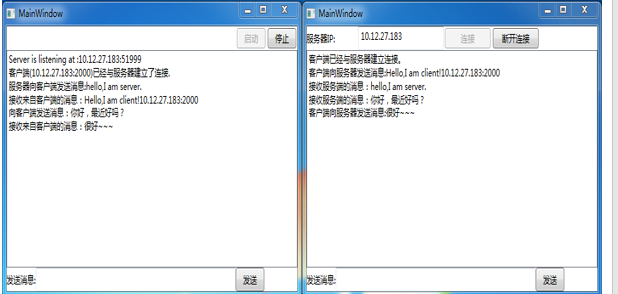 MainWindow
启动 停止
Server is listening at :10.12.27.183:51999
客户端(10.12.27.183:2000)已经与服务器建立了连接.
服务器向客户端发送消息:hello,I am server.
接收来自客户端的消息：Hello,I am client!10.12.27.183:2000
向客户端发送消息：你好，最近好吗？
接收来自客户端的消息：很好~~~
发送消息: 发送
MainWindow
服务器IP: 10.12.27.183 连接 断开连接
客户端已经与服务器建立连接。
客户端向服务器发送消息:Hello,I am client!10.12.27.183:2000
接收服务端的消息：hello,I am server.
接收服务端的消息：你好，最近好吗？
客户端向服务器发送消息:很好~~~
发送消息: 发送